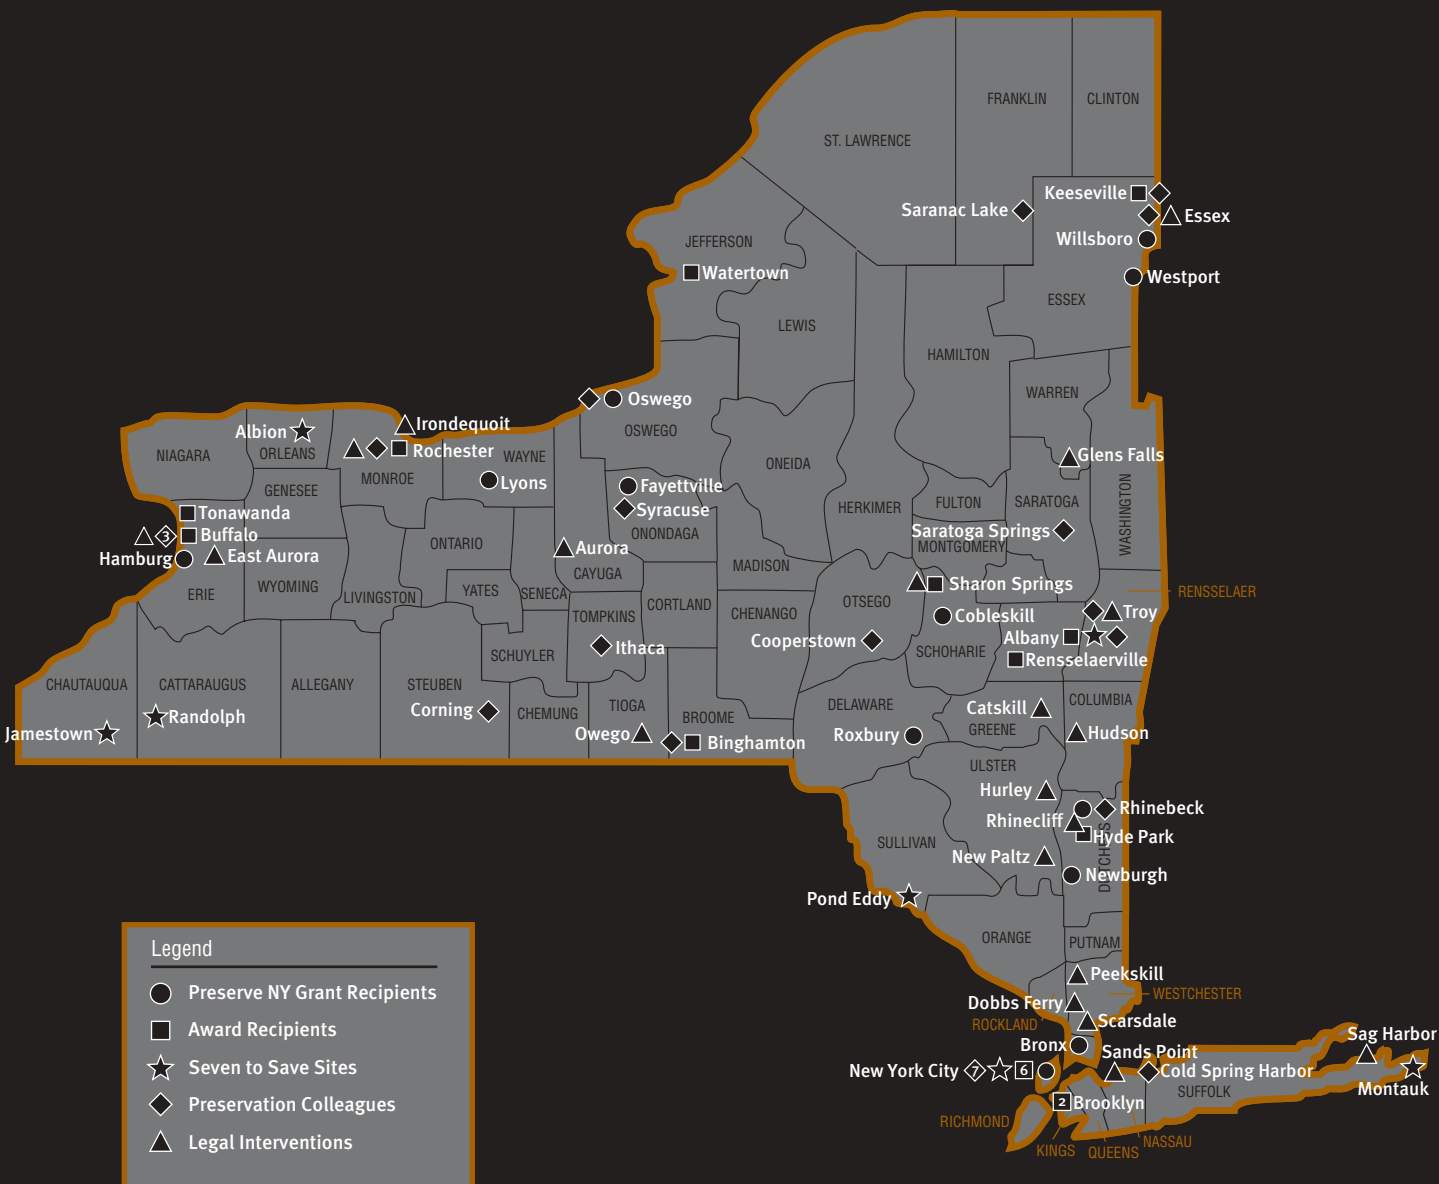 FRANKLIN
CLINTON
ST. LAWRENCE
Keeseville
Saranac Lake
Essex
Willsboro
JEFFERSON
Watertown
Westport
ESSEX
LEWIS
HAMILTON
WARREN
Oswego
OSWEGO
Irondequoit
Albion
ORLEANS
Rochester
NIAGARA
WAYNE
MONROE
Glens Falls
ONEIDA
Lyons
GENESEE
Fayettville
Syracuse
HERKIMER
FULTON
SARATOGA
WASHINGTON
Tonawanda
3
Buffalo
ONONDAGA
Saratoga Springs
MONTGOMERY
ONTARIO
Aurora
Hamburg
East Aurora
CAYUGA
MADISON
WYOMING
ERIE
LIVINGSTON
YATES
SENECA
Sharon Springs
RENSSELAER
OTSEGO
CORTLAND
CHENANGO
TOMPKINS
Cobleskill
Troy
Albany
Cooperstown
Ithaca
SCHUYLER
SCHOHARIE
Rensselaerville
CHAUTAUQUA
CATTARAUGUS
ALLEGANY
STEUBEN
Corning
CHEMUNG
TIOGA
BROOME
DELAWARE
Catskill
COLUMBIA
Randolph
Jamestown
Owego
Binghamton
Roxbury
GREENE
Hudson
ULSTER
Hurley
Rhinebeck
Rhinecliff
Hyde Park
DUTCHESS
SULLIVAN
New Paltz
Newburgh
Pond Eddy
ORANGE
PUTNAM
Peekskill
WESTCHESTER
Dobbs Ferry
ROCKLAND
Scarsdale
Bronx
Sands Point
Sag Harbor
New York City
7
6
Cold Spring Harbor
SUFFOLK
Montauk
2
Brooklyn
RICHMOND
KINGS
QUEENS
NASSAU
Legend
Preserve NY Grant Recipients
Award Recipients
Seven to Save Sites
Preservation Colleagues
Legal Interventions